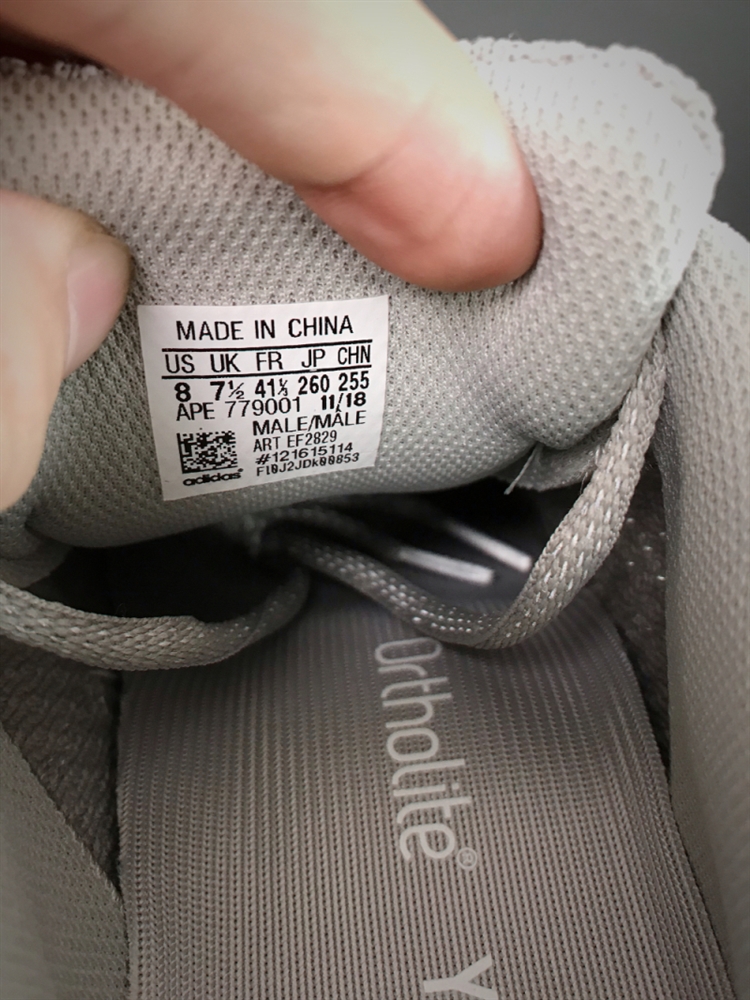 MADE IN CHINA
US UK FR JP CHN
8 7½ 41⅓ 260 255
APE 779001 11/18
MALE/MÂLE
ART EF2829
#121615114
F10J2JDk00853
adidas®
Ortholite®
Y